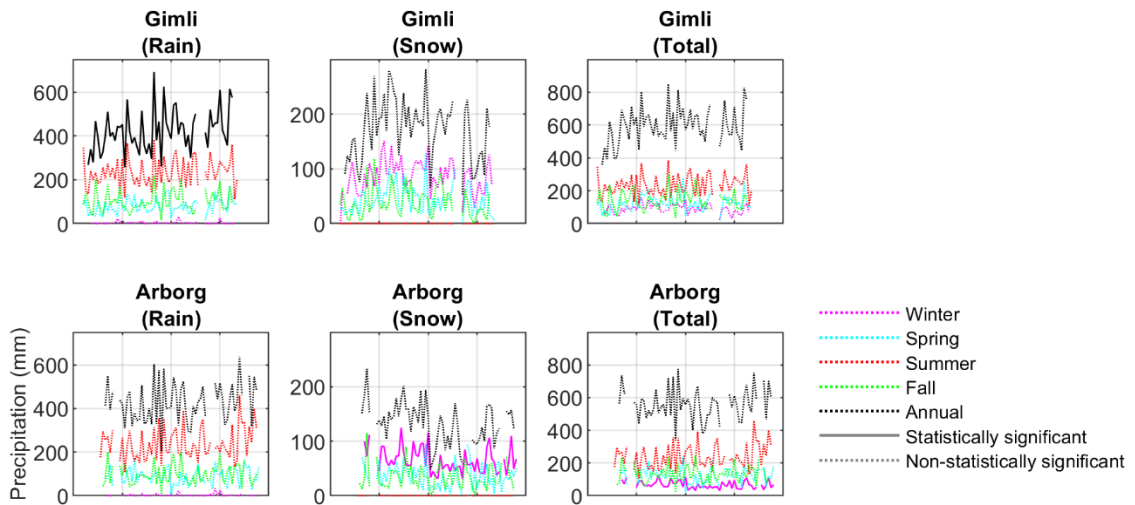 Gimli
(Rain)
Gimli
(Snow)
Gimli
(Total)
600
400
200
0
200
100
0
800
600
400
200
0
Arborg
(Rain)
Arborg
(Snow)
Arborg
(Total)
Precipitation (mm)
600
400
200
0
200
100
0
800
600
400
200
0
Winter
Spring
Summer
Fall
Annual
Statistically significant
Non-statistically significant